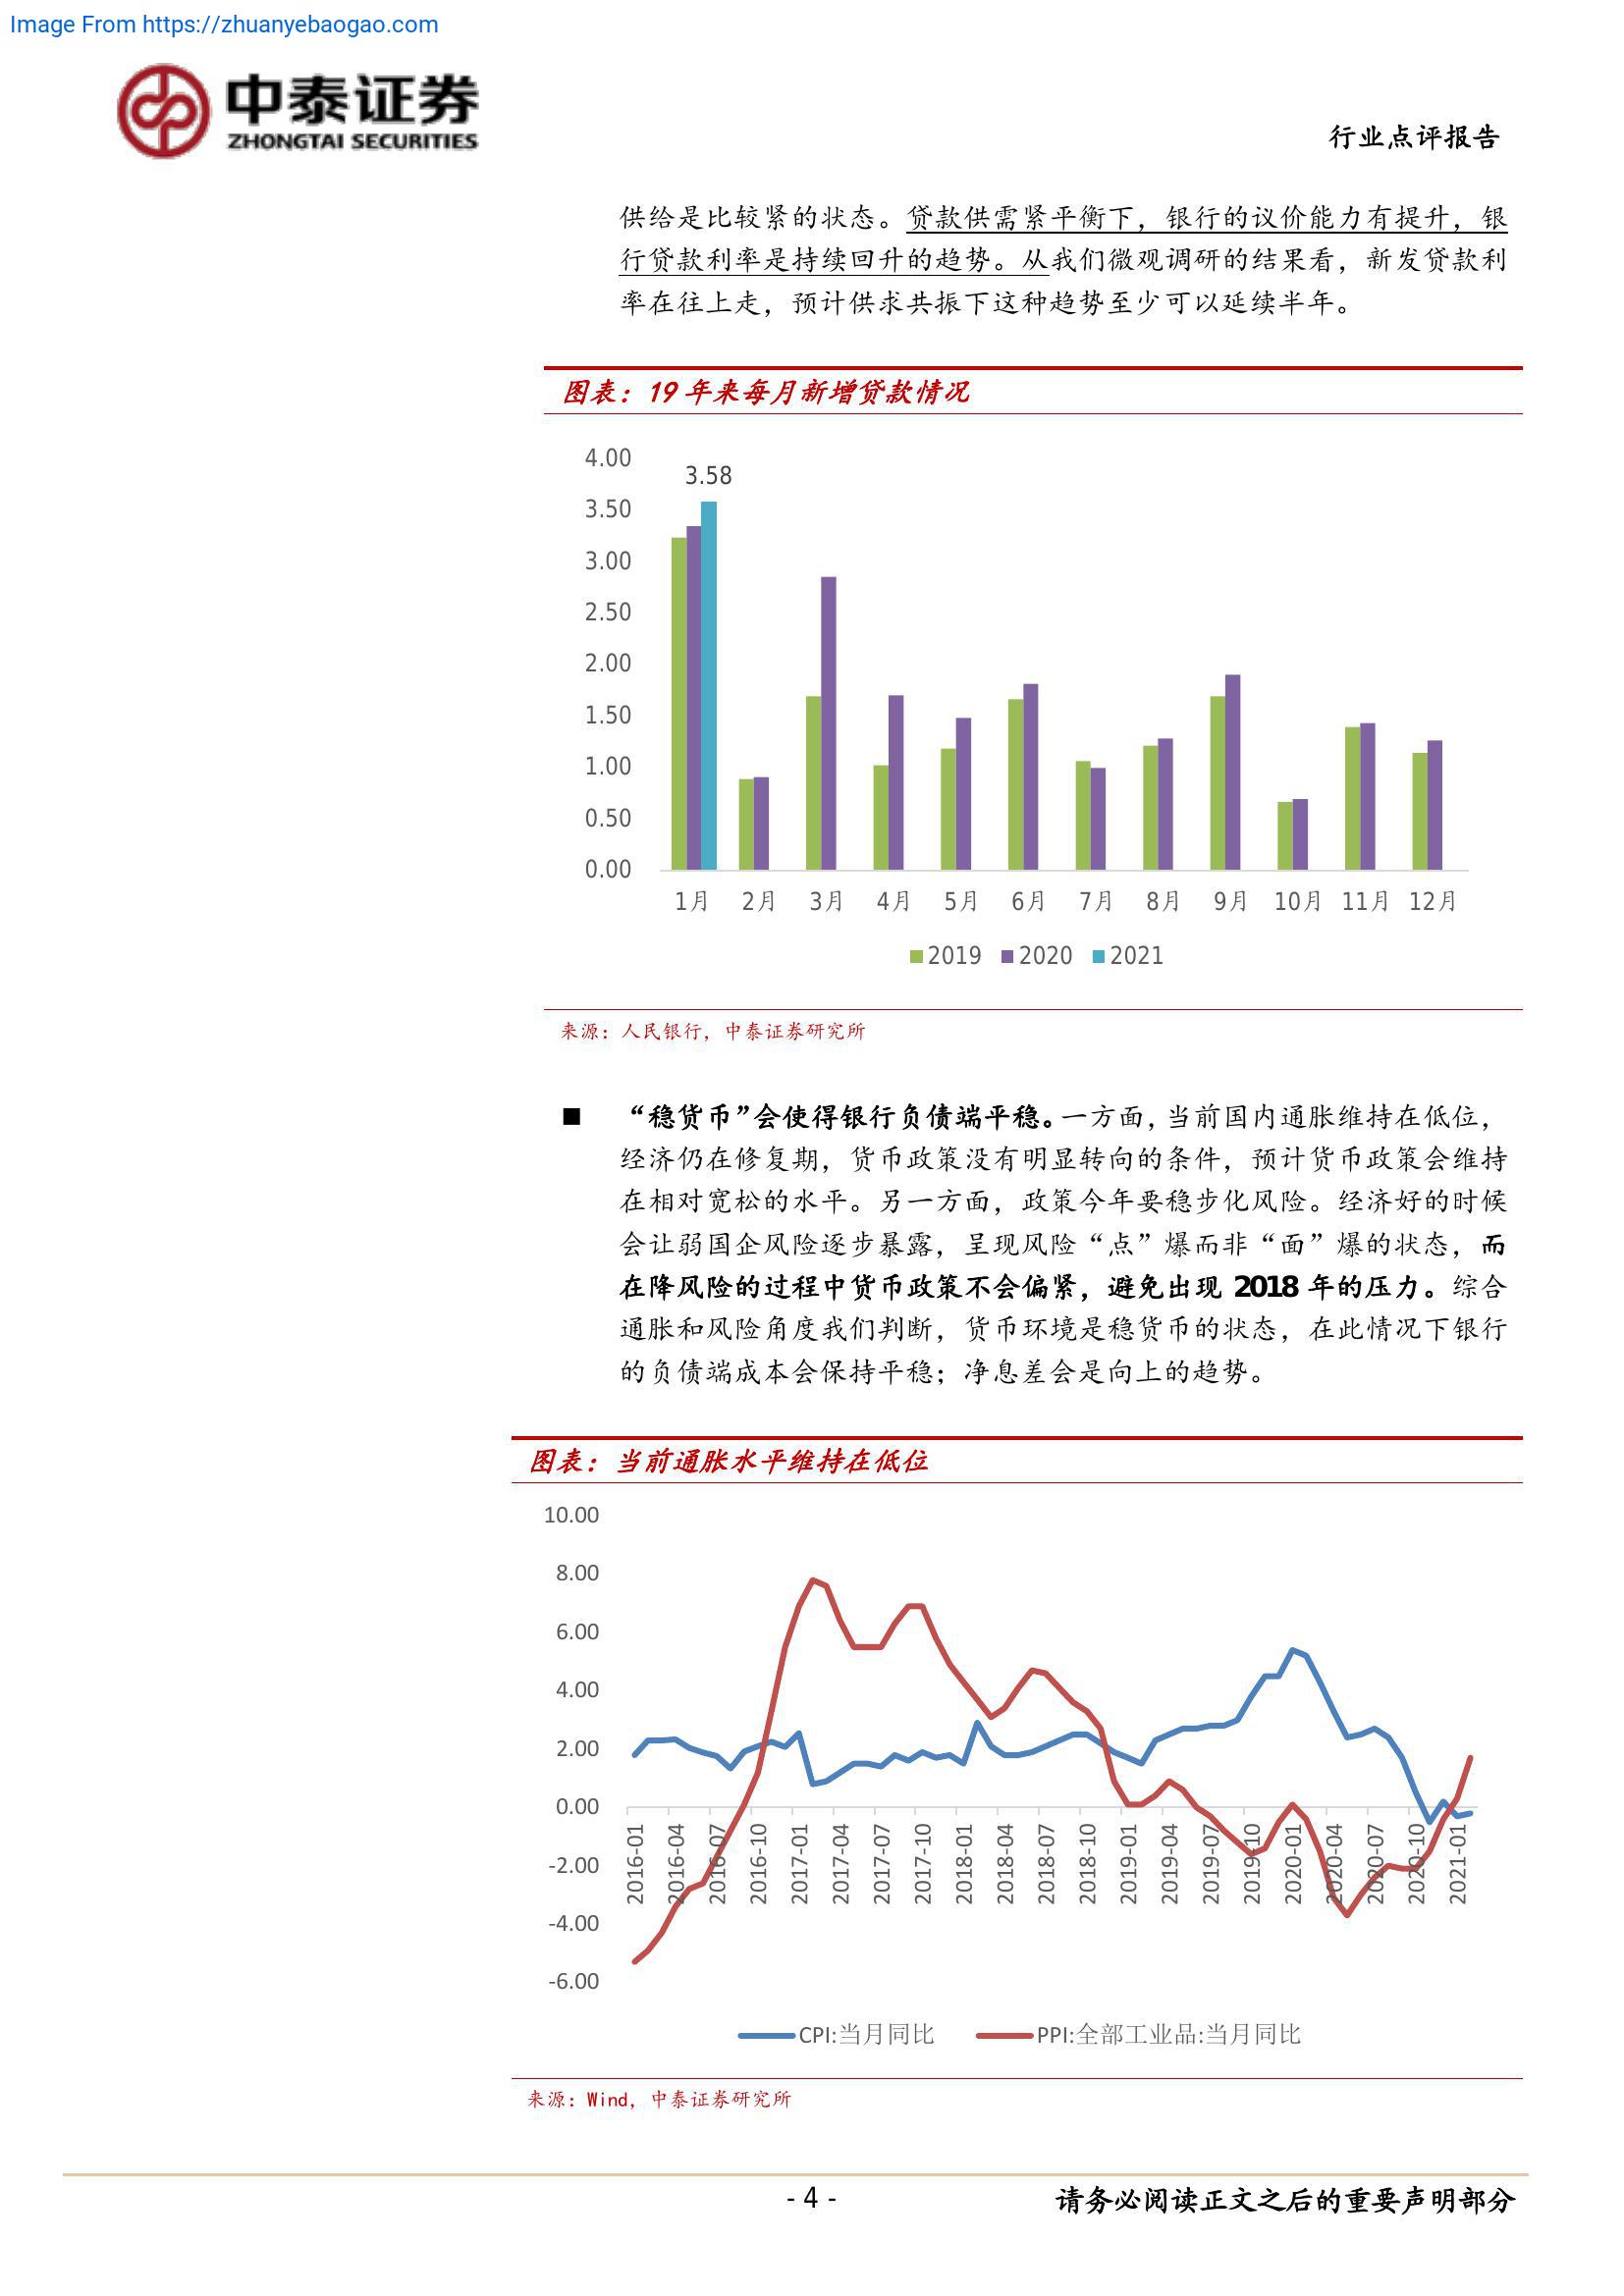 Image From https://zhuanyebaogao.com
中泰证券
ZHONGTAI SECURITIES
行业点评报告
供给是比较紧的状态。贷款供需紧平衡下，银行的议价能力有提升，银
行贷款利率是持续回升的趋势。从我们微观调研的结果看，新发贷款利
率在往上走，预计供求共振下这种趋势至少可以延续半年。
图表：19 年来每月新增贷款情况
4.00
3.58
3.50
3.00
2.50
2.00
1.50
1.00
0.50
0.00
1月 2月 3月 4月 5月 6月 7月 8月 9月 10月 11月 12月
2019 2020 2021
来源：人民银行，中泰证券研究所
■ “稳货币”会使得银行负债端平稳。一方面，当前国内通胀维持在低位，
经济仍在修复期，货币政策没有明显转向的条件，预计货币政策会维持
在相对宽松的水平。另一方面，政策今年要稳步化风险。经济好的时候
会让弱国企风险逐步暴露，呈现风险“点”爆而非“面”爆的状态，而
在降风险的过程中货币政策不会偏紧，避免出现 2018 年的压力。综合
通胀和风险角度我们判断，货币环境是稳货币的状态，在此情况下银行
的负债端成本会保持平稳；净息差会是向上的趋势。
图表：当前通胀水平维持在低位
10.00
8.00
6.00
4.00
2.00
0.00
-2.00
-4.00
-6.00
2016-01 2016-04 2016-07 2016-10 2017-01 2017-04 2017-07 2017-10 2018-01 2018-04 2018-07 2018-10 2019-01 2019-04 2019-07 2019-10 2020-01 2020-04 2020-07 2020-10 2021-01
CPI:当月同比 PPI:全部工业品:当月同比
来源：Wind，中泰证券研究所
- 4 -
请务必阅读正文之后的重要声明部分